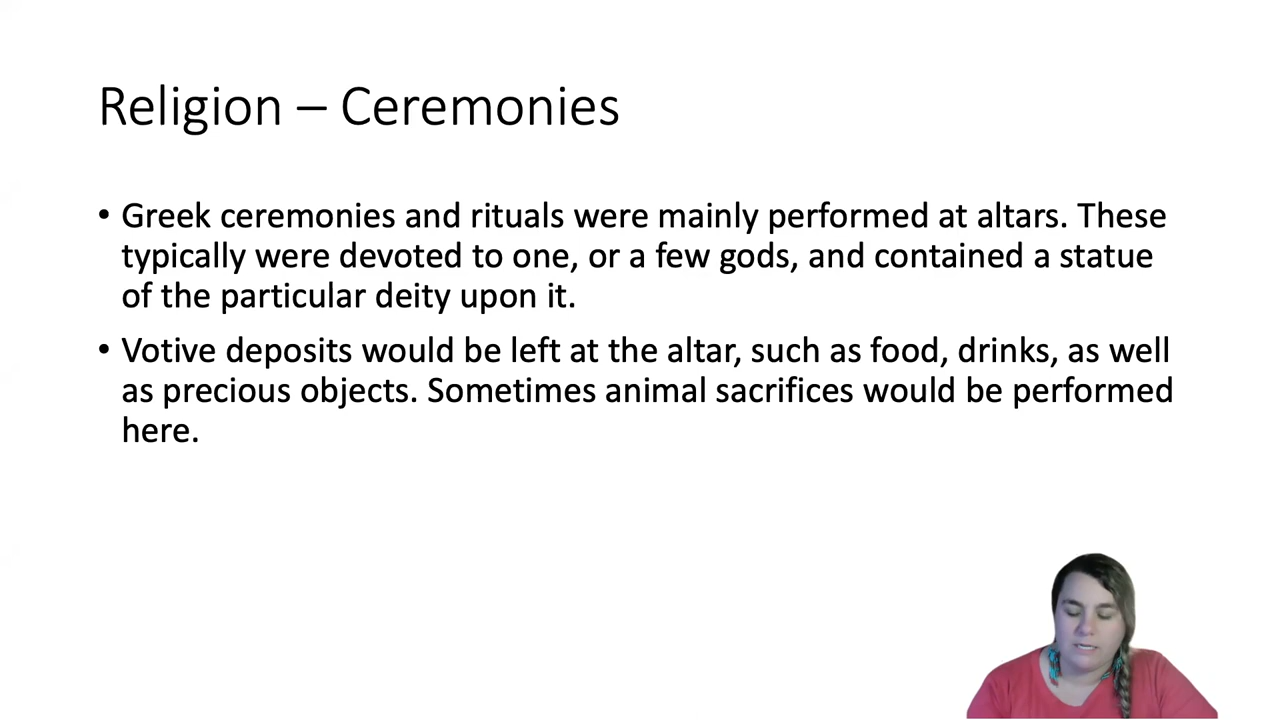 Religion – Ceremonies
• Greek ceremonies and rituals were mainly performed at altars. These
typically were devoted to one, or a few gods, and contained a statue
of the particular deity upon it.
• Votive deposits would be left at the altar, such as food, drinks, as well
as precious objects. Sometimes animal sacrifices would be performed
here.